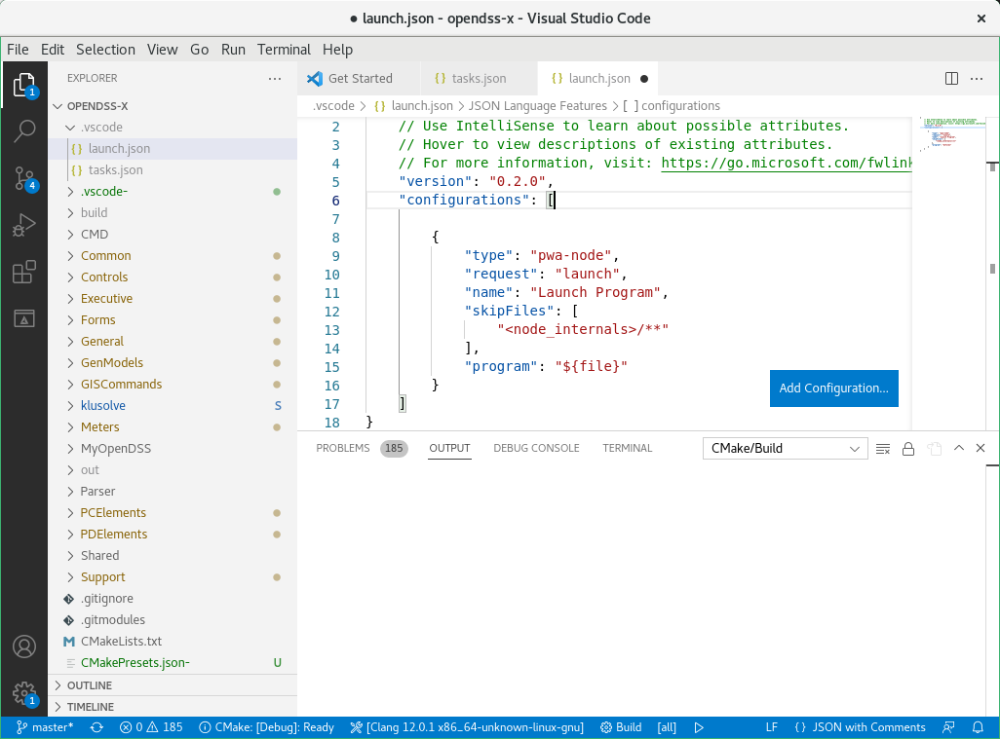 ● launch.json - opendss-x - Visual Studio Code
File Edit Selection View Go Run Terminal Help
EXPLORER
OPENDSS-X
.vscode
{} launch.json
{} tasks.json
.vscode-
build
CMD
Common
Controls
Executive
Forms
General
GenModels
GISCommands
klusolve S
Meters
MyOpenDSS
out
Parser
PCElements
PDElements
Shared
Support
.gitignore
.gitmodules
M CMakeLists.txt
CMakePresets.json- U
OUTLINE
TIMELINE
1
4
1
Get Started {} tasks.json {} launch.json ●
.vscode > {} launch.json > JSON Language Features > [ ] configurations
2 // Use IntelliSense to learn about possible attributes.
3 // Hover to view descriptions of existing attributes.
4 // For more information, visit: https://go.microsoft.com/fwlink
5 "version": "0.2.0",
6 "configurations": [
7
8 {
9 "type": "pwa-node",
10 "request": "launch",
11 "name": "Launch Program",
12 "skipFiles": [
13 "<node_internals>/**"
14 ],
15 "program": "${file}"
16 }
17 ]
18 }
Add Configuration...
PROBLEMS 185 OUTPUT DEBUG CONSOLE TERMINAL CMake/Build
master* 0 185 CMake: [Debug]: Ready [Clang 12.0.1 x86_64-unknown-linux-gnu] Build [all] LF {} JSON with Comments